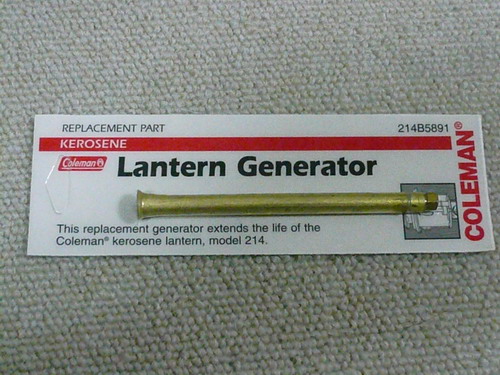 REPLACEMENT PART
214B5891
KEROSENE
Coleman
Lantern Generator
COLEMAN®
This replacement generator extends the life of the
Coleman® kerosene lantern, model 214.